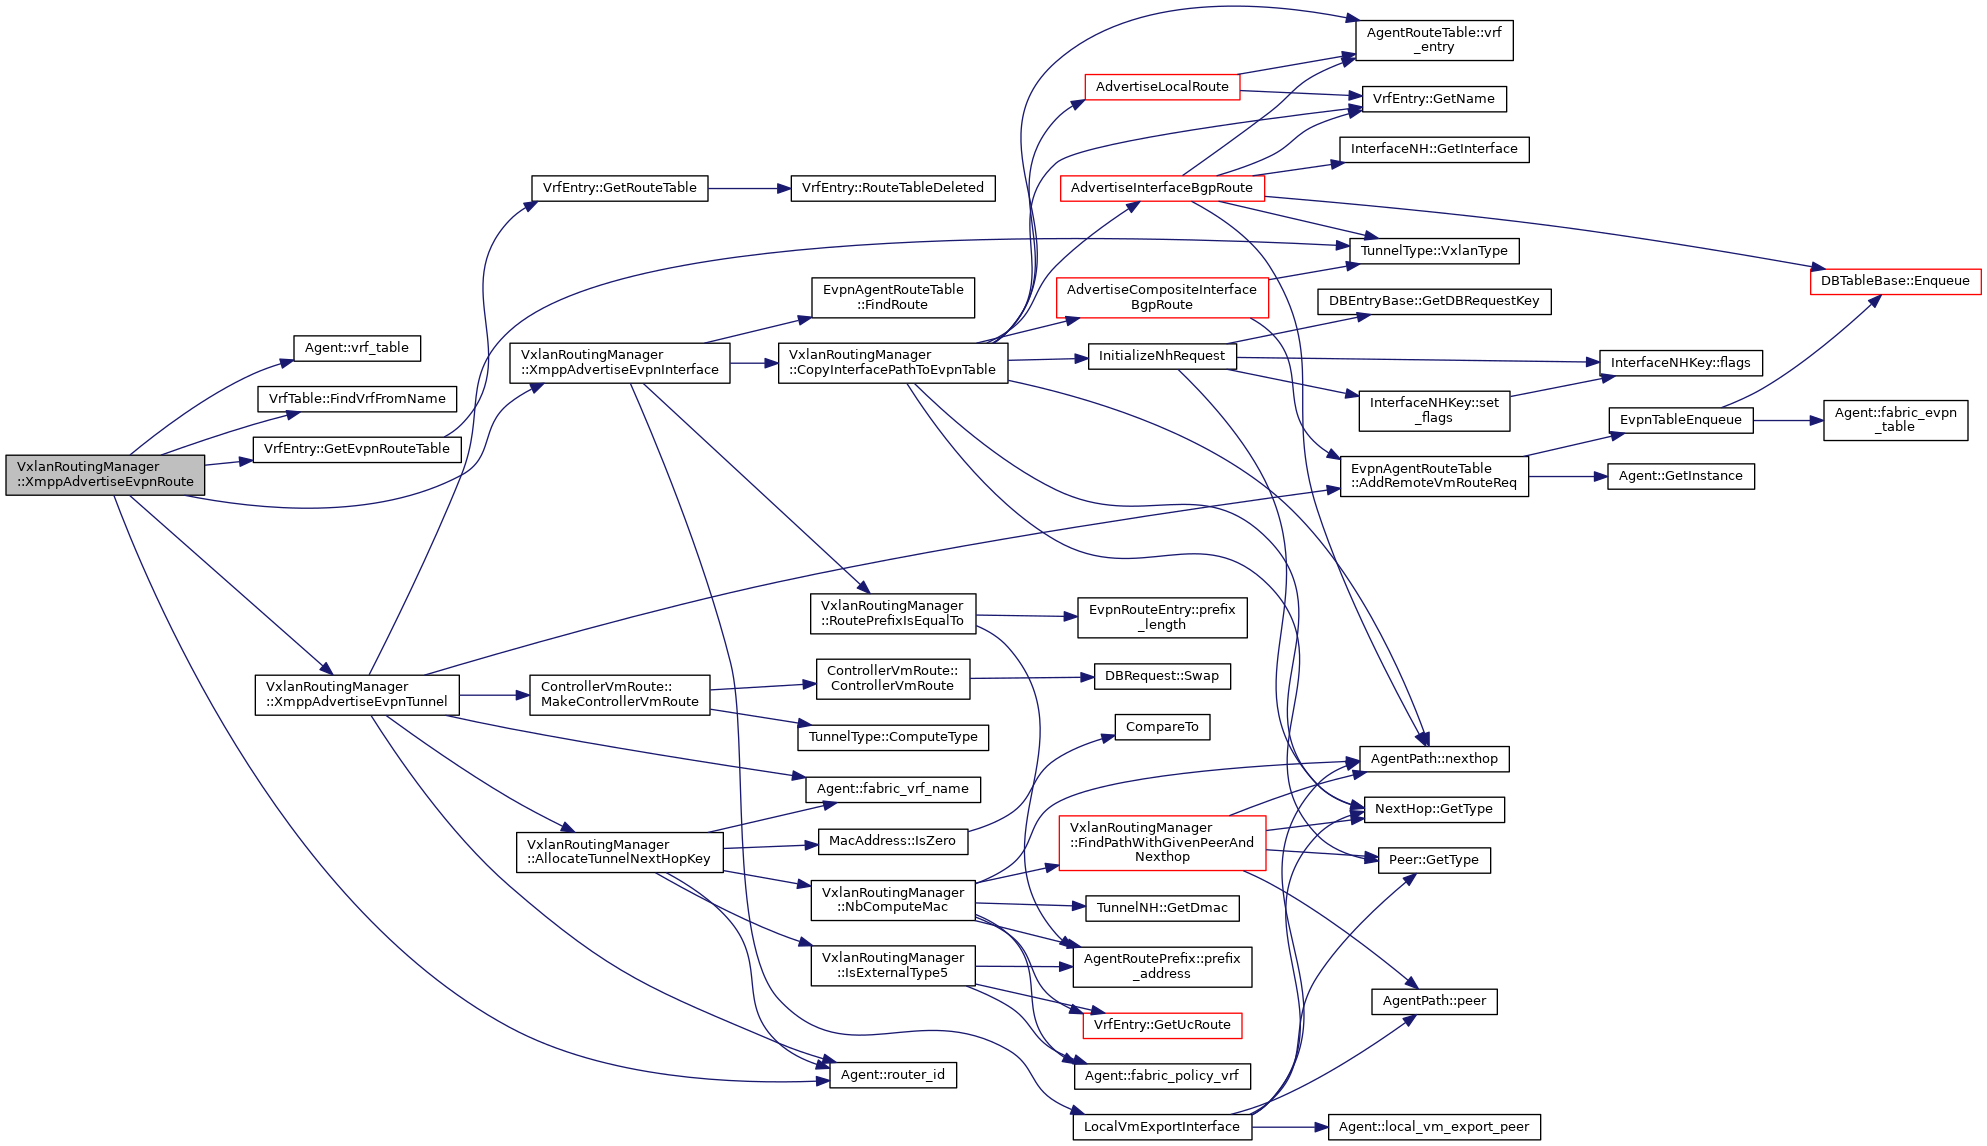 VxlanRoutingManager
::XmppAdvertiseEvpnRoute
Agent::vrf_table
VrfTable::FindVrfFromName
VrfEntry::GetEvpnRouteTable
VxlanRoutingManager
::XmppAdvertiseEvpnTunnel
VrfEntry::GetRouteTable
VxlanRoutingManager
::XmppAdvertiseEvpnInterface
ControllerVmRoute::
MakeControllerVmRoute
VxlanRoutingManager
::AllocateTunnelNextHopKey
VrfEntry::RouteTableDeleted
EvpnAgentRouteTable
::FindRoute
VxlanRoutingManager
::CopyInterfacePathToEvpnTable
VxlanRoutingManager
::RoutePrefixIsEqualTo
ControllerVmRoute::
ControllerVmRoute
TunnelType::ComputeType
Agent::fabric_vrf_name
MacAddress::IsZero
VxlanRoutingManager
::NbComputeMac
VxlanRoutingManager
::IsExternalType5
Agent::router_id
AdvertiseLocalRoute
AdvertiseInterfaceBgpRoute
AdvertiseCompositeInterface
BgpRoute
InitializeNhRequest
EvpnRouteEntry::prefix
_length
DBRequest::Swap
CompareTo
VxlanRoutingManager
::FindPathWithGivenPeerAnd
Nexthop
TunnelNH::GetDmac
AgentRoutePrefix::prefix
_address
VrfEntry::GetUcRoute
Agent::fabric_policy_vrf
LocalVmExportInterface
AgentRouteTable::vrf
_entry
VrfEntry::GetName
InterfaceNH::GetInterface
TunnelType::VxlanType
DBEntryBase::GetDBRequestKey
InterfaceNHKey::set
_flags
EvpnAgentRouteTable
::AddRemoteVmRouteReq
AgentPath::nexthop
NextHop::GetType
Peer::GetType
AgentPath::peer
Agent::local_vm_export_peer
InterfaceNHKey::flags
EvpnTableEnqueue
Agent::GetInstance
DBTableBase::Enqueue
Agent::fabric_evpn
_table